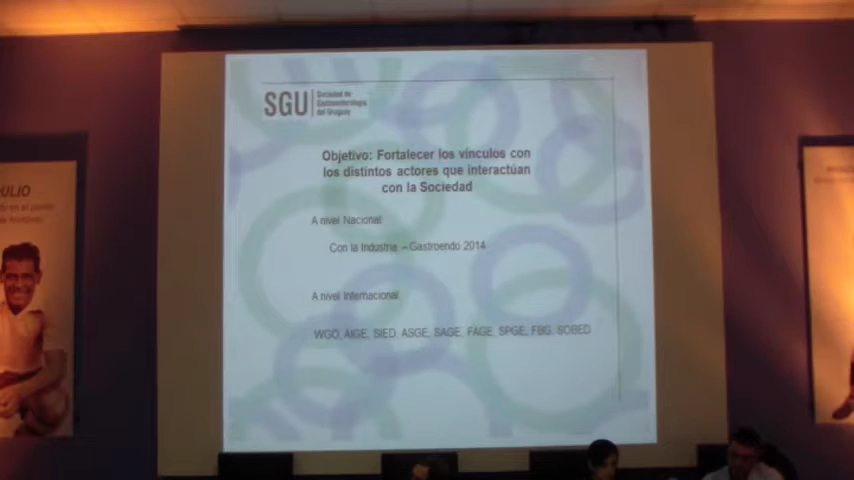 SGU
Sociedad de
Gastroenterología
del Uruguay
Objetivo: Fortalecer los vínculos con
los distintos actores que interactúan
con la Sociedad
A nivel Nacional
Con la Industria – Gastroendo 2014
A nivel Internacional
WGO, AIGE, SIED, ASGE, SAGE, FAGE, SPGE, FBG, SOBED
ULIO